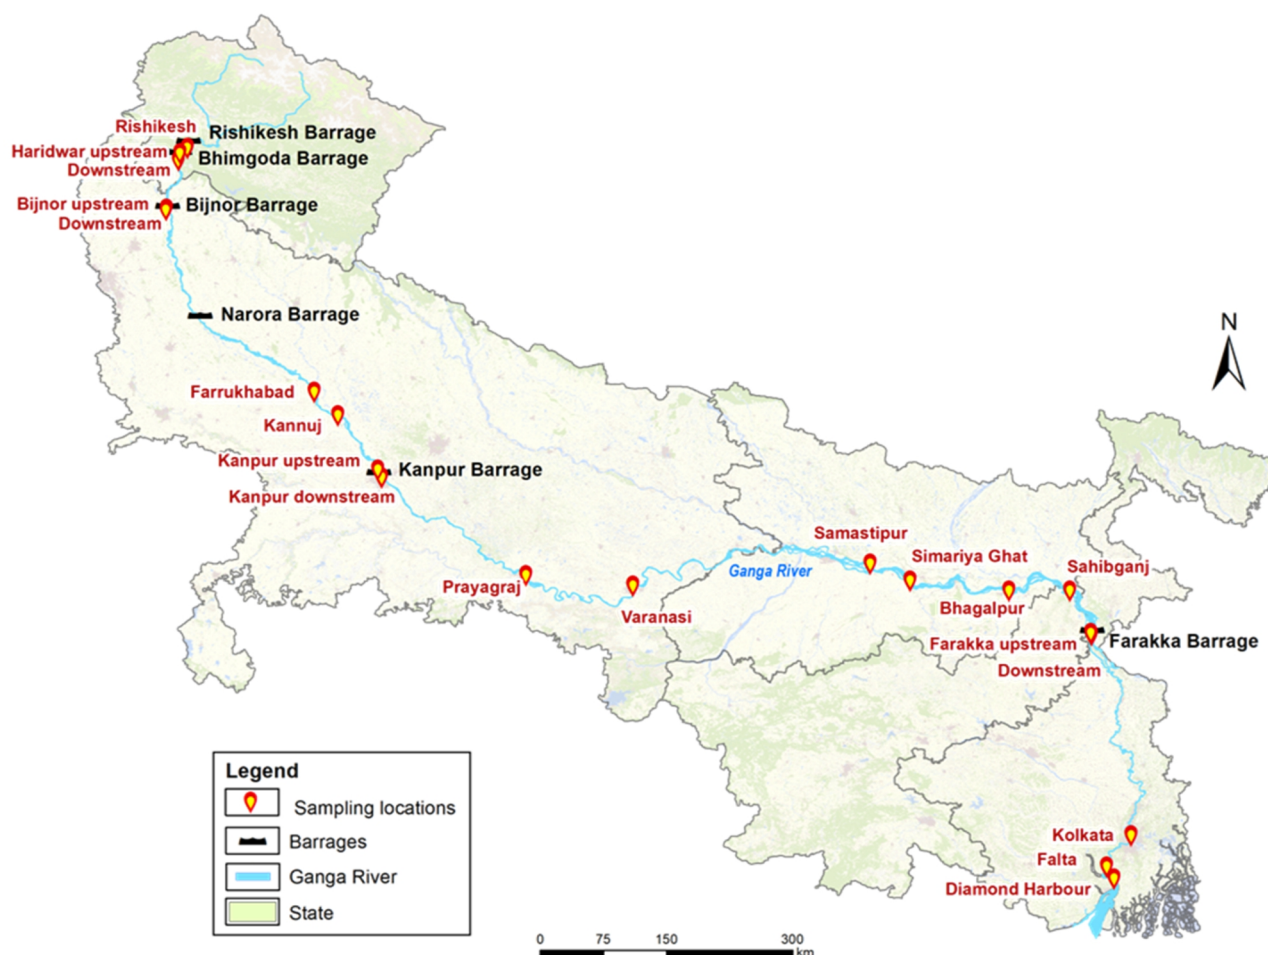 Rishikesh
Rishikesh Barrage
Haridwar upstream
Bhimgoda Barrage
Downstream
Bijnor upstream
Bijnor Barrage
Downstream
Narora Barrage
N
Farrukhabad
Kannuj
Kanpur upstream
Kanpur Barrage
Kanpur downstream
Samastipur
Simariya Ghat
Sahibganj
Ganga River
Prayagraj
Bhagalpur
Varanasi
Farakka upstream
Farakka Barrage
Downstream
Legend
Sampling locations
Barrages
Ganga River
State
Kolkata
Falta
Diamond Harbour
0 75 150 300
km